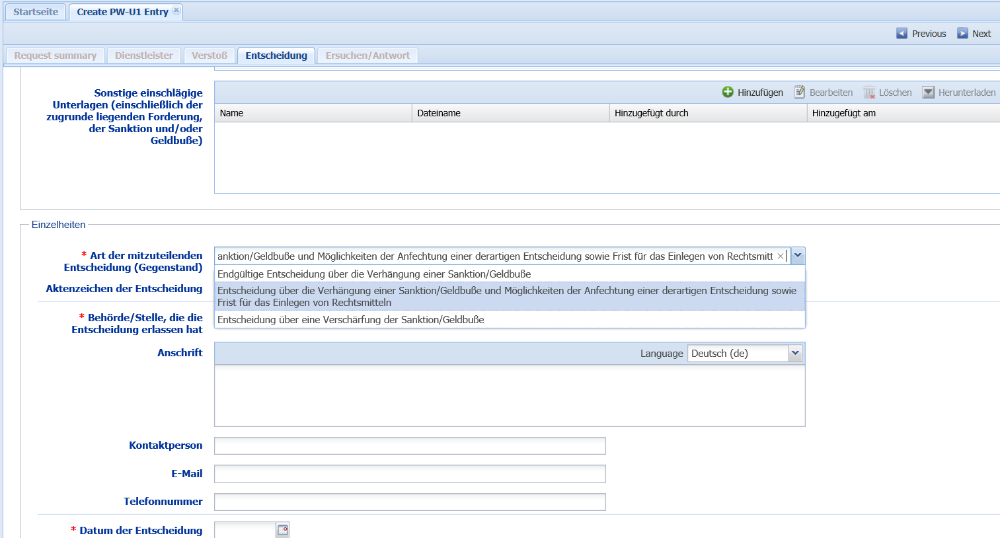 Startseite
Create PW-U1 Entry
Previous
Next
Request summary
Dienstleister
Verstoß
Entscheidung
Ersuchen/Antwort
Sonstige einschlägige
Unterlagen (einschließlich der
zugrunde liegenden Forderung,
der Sanktion und/oder
Geldbuße)
Hinzufügen
Bearbeiten
Löschen
Herunterladen
Name
Dateiname
Hinzugefügt durch
Hinzugefügt am
Einzelheiten
* Art der mitzuteilenden
Entscheidung (Gegenstand)
anktion/Geldbuße und Möglichkeiten der Anfechtung einer derartigen Entscheidung sowie Frist für das Einlegen von Rechtsmitt
Endgültige Entscheidung über die Verhängung einer Sanktion/Geldbuße
Entscheidung über die Verhängung einer Sanktion/Geldbuße und Möglichkeiten der Anfechtung einer derartigen Entscheidung sowie
Frist für das Einlegen von Rechtsmitteln
Entscheidung über eine Verschärfung der Sanktion/Geldbuße
Aktenzeichen der Entscheidung
* Behörde/Stelle, die die
Entscheidung erlassen hat
Anschrift
Language
Deutsch (de)
Kontaktperson
E-Mail
Telefonnummer
* Datum der Entscheidung